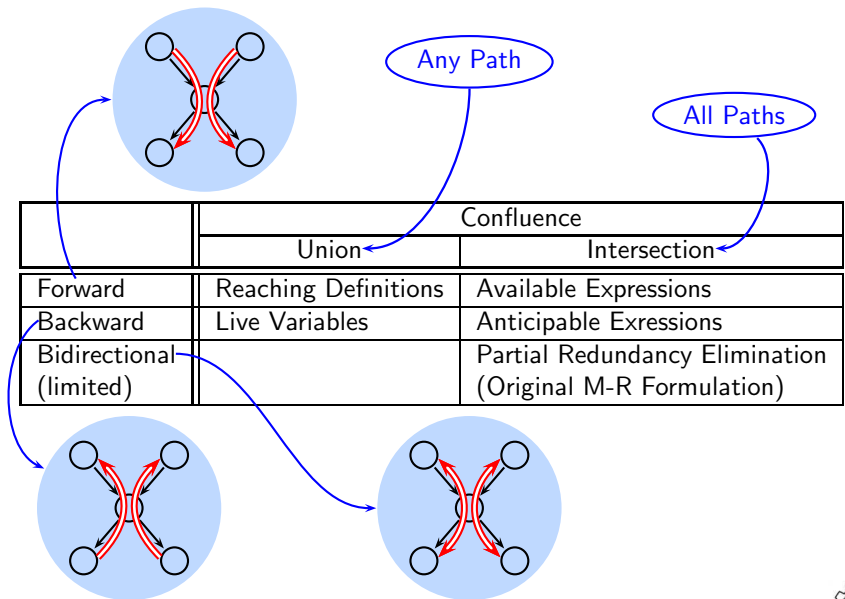 Any Path
All Paths
Confluence
Union Intersection
Forward Reaching Definitions Available Expressions
Backward Live Variables Anticipable Exressions
Bidirectional Partial Redundancy Elimination
(limited) (Original M-R Formulation)